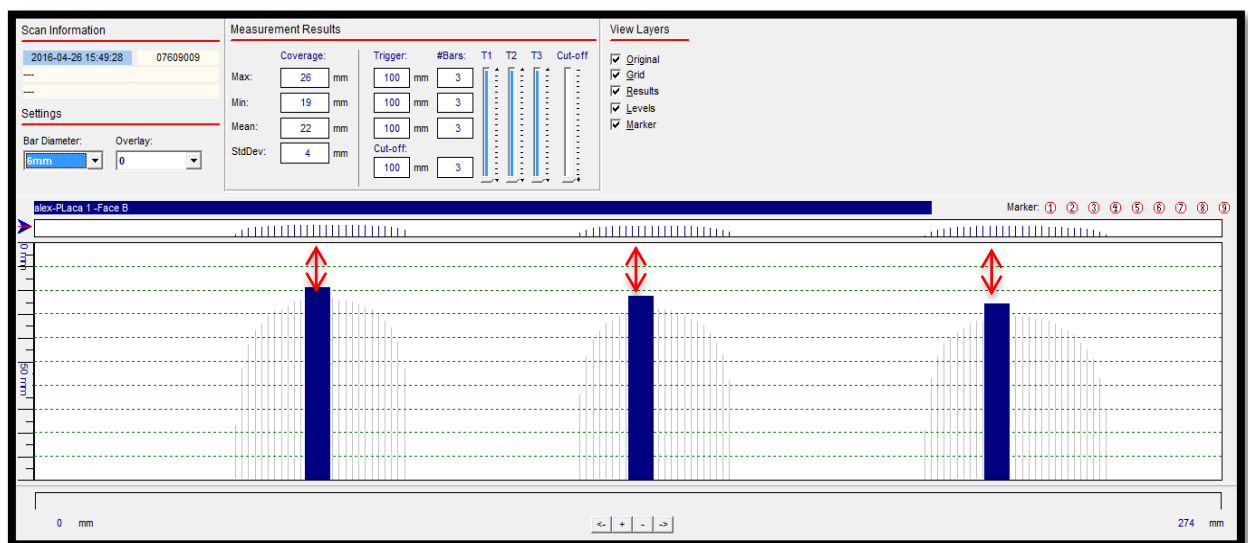 Scan Information
2016-04-26 15:49:28 07609009
---
---
Settings
Bar Diameter: Overlay:
6mm 0
Measurement Results
Coverage: Trigger: #Bars: T1 T2 T3 Cut-off
Max: 26 mm 100 mm 3
Min: 19 mm 100 mm 3
Mean: 22 mm 100 mm 3
StdDev: 4 mm Cut-off:
100 mm 3
View Layers
Original
Grid
Results
Levels
Marker
alex-PLaca 1 -Face B Marker: 1 2 3 4 5 6 7 8 9
0 mm
50 mm
0 mm <- + - -> 274 mm